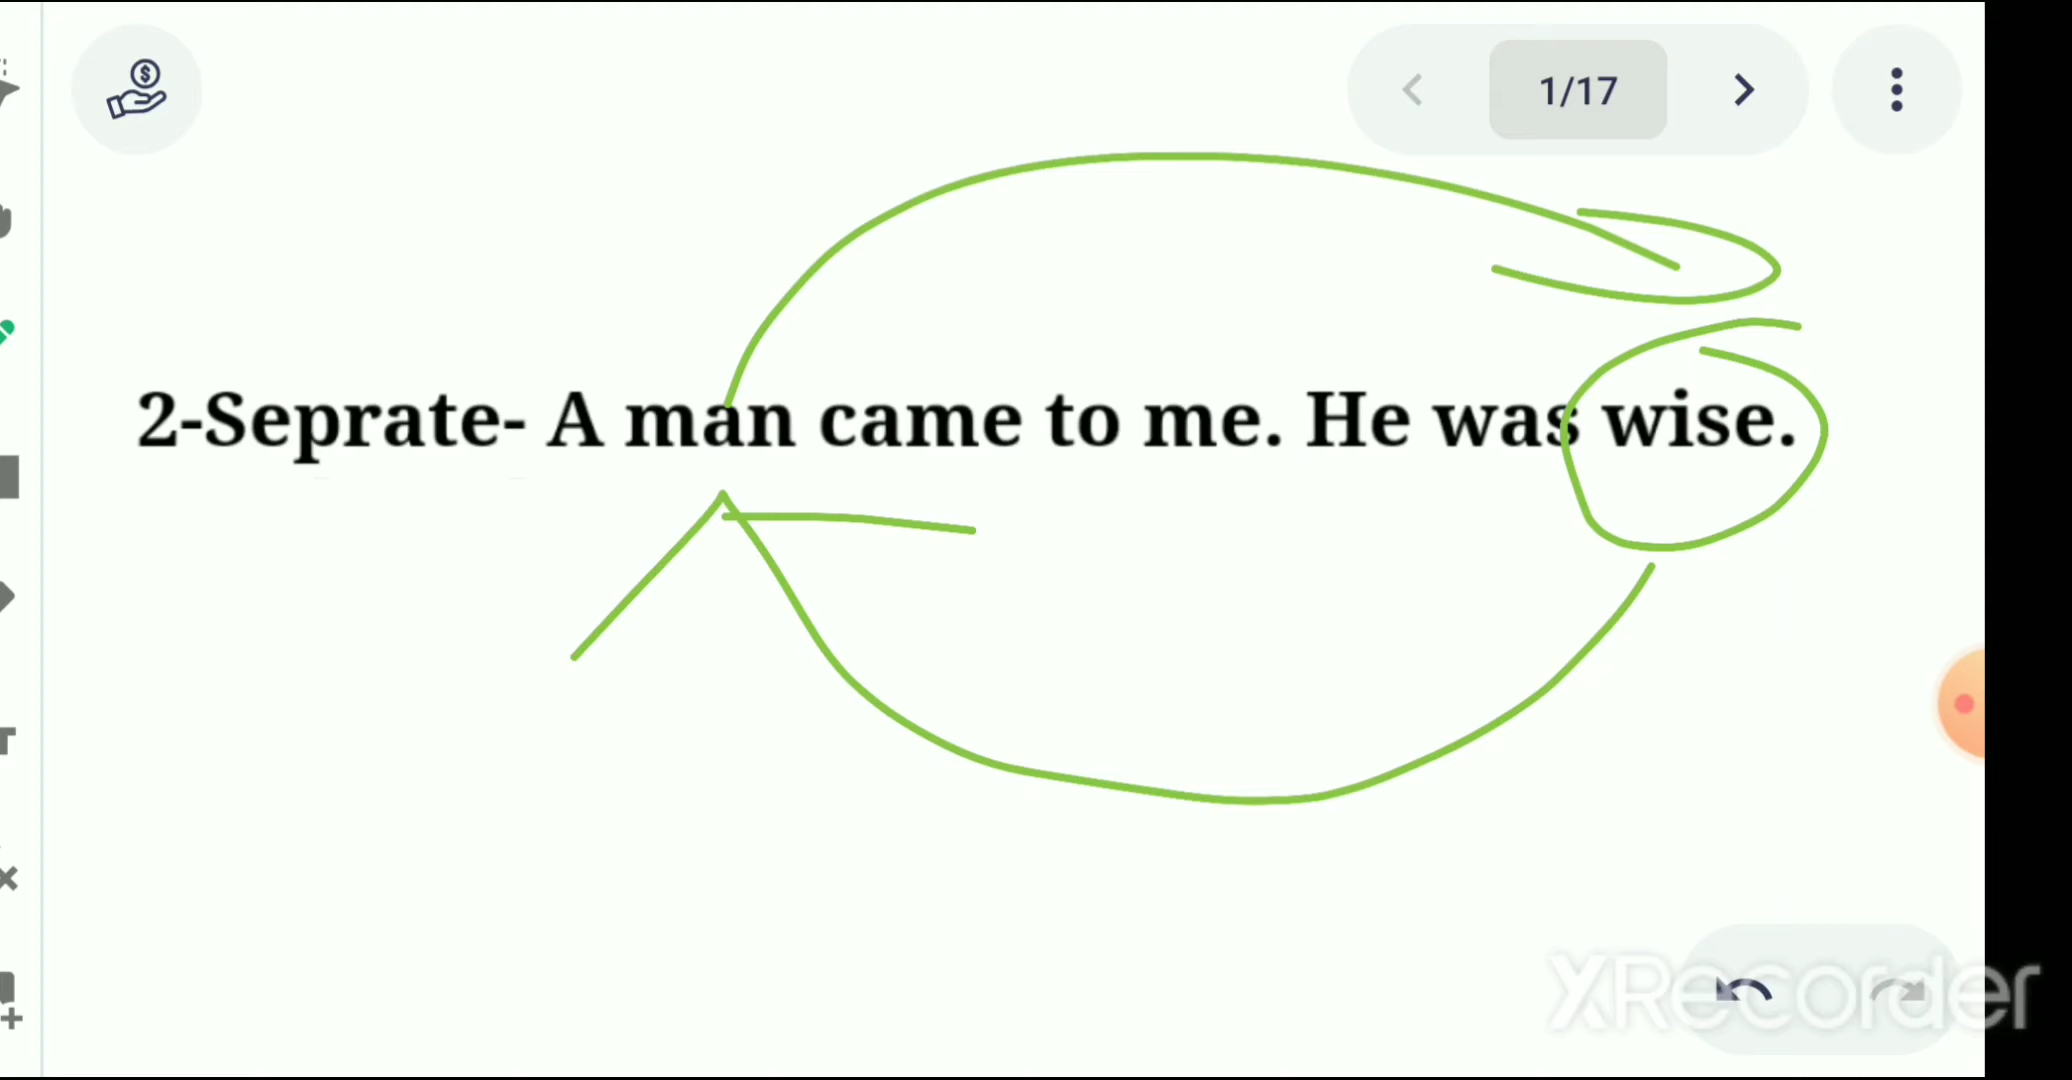 1/17
2-Seprate- A man came to me. He was wise.
XRecorder